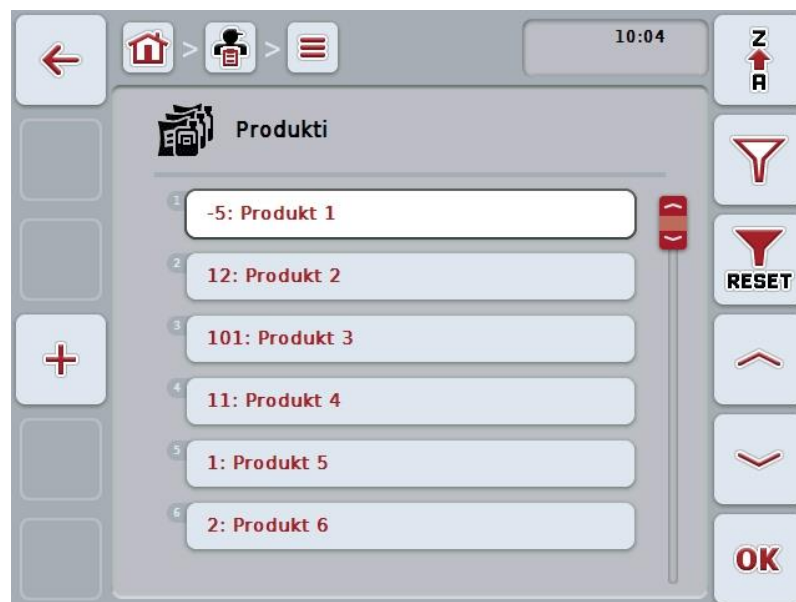 10:04
Z
A
Produkti
1
-5: Produkt 1
2
12: Produkt 2
RESET
3
101: Produkt 3
4
11: Produkt 4
5
1: Produkt 5
6
2: Produkt 6
OK